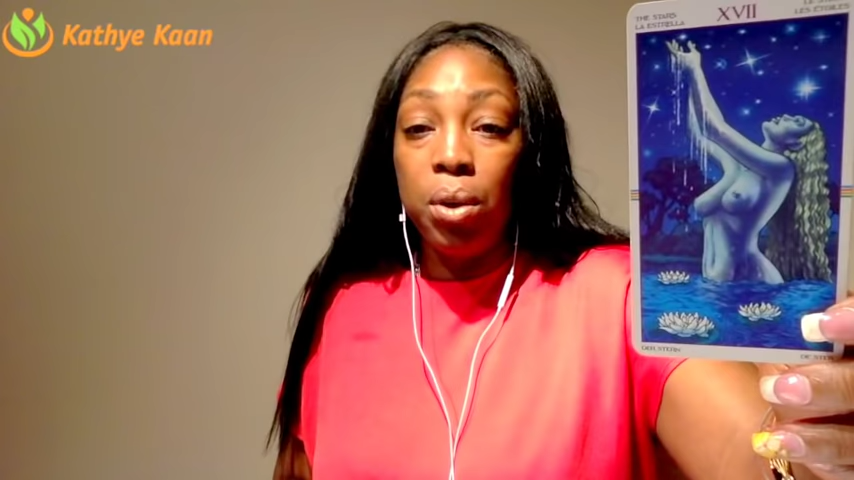 Kathye Kaan
THE STARS
LA ESTRELLA
XVII
LES ÉTOILES